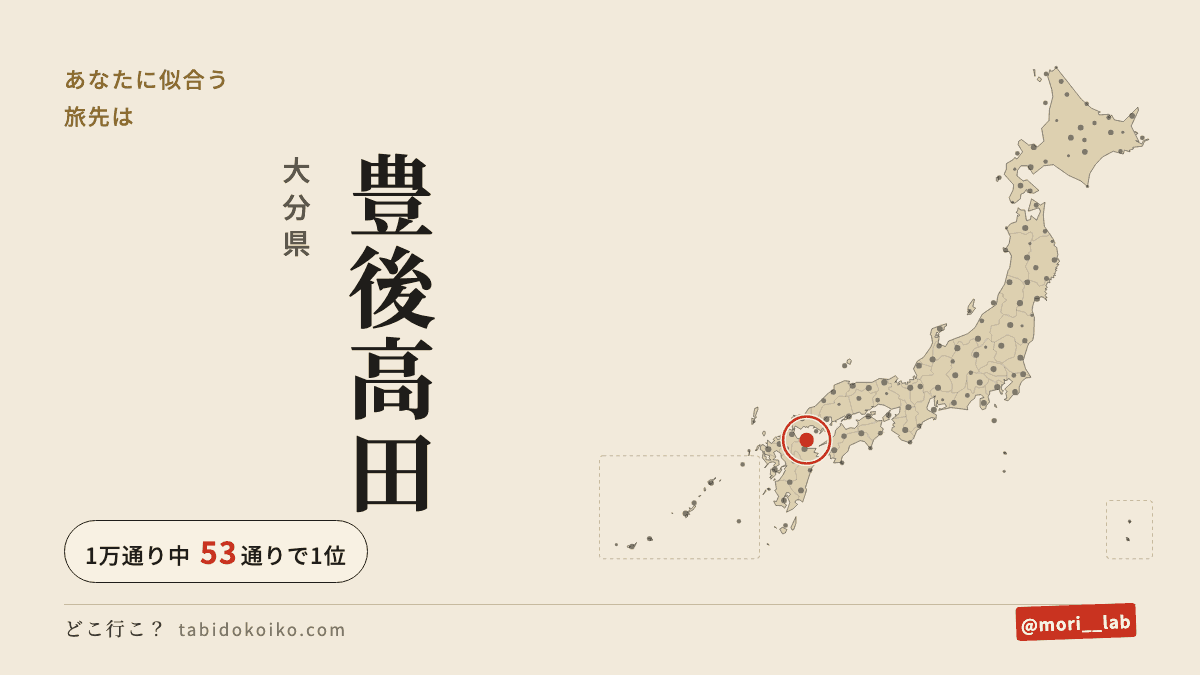 あなたに似合う
旅先は
豊後高田
大分県
1万通り中 53通りで1位
どこ行こ？ tabidokoiko.com
@mori__lab